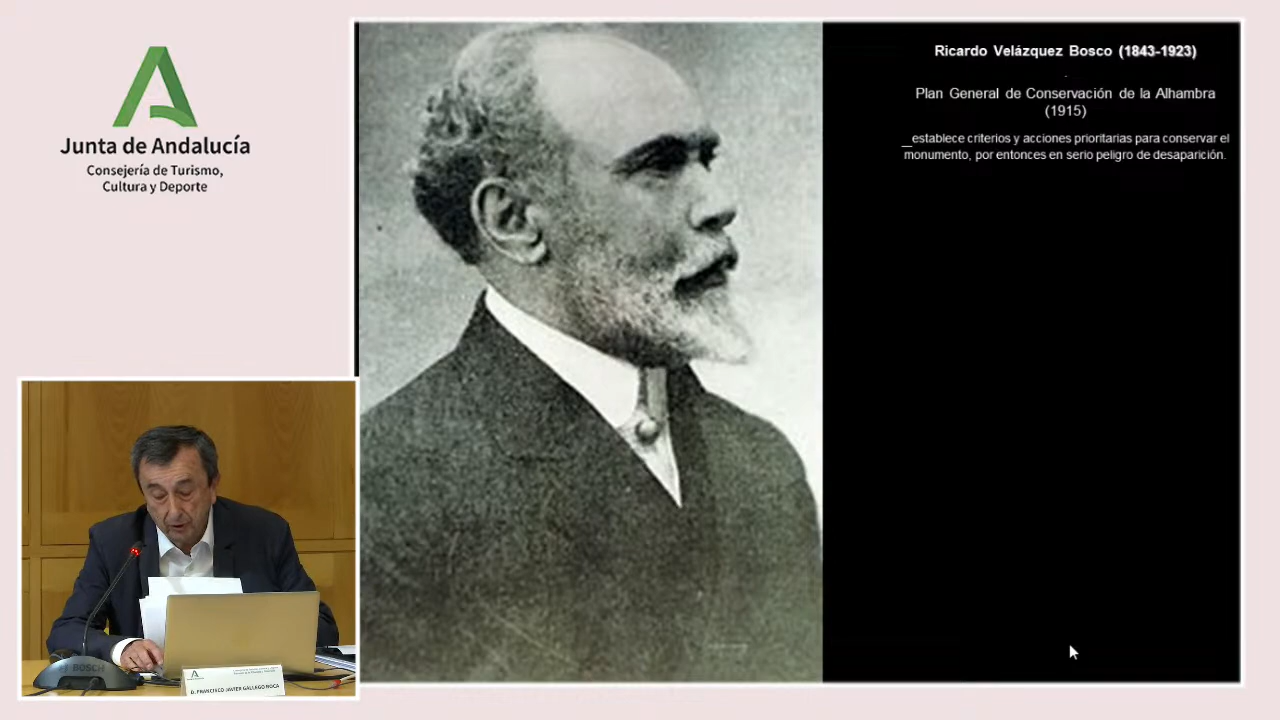 Junta de Andalucía
Consejería de Turismo,
Cultura y Deporte
Ricardo Velázquez Bosco (1843-1923)
.
Plan General de Conservación de la Alhambra
(1915)
_establece criterios y acciones prioritarias para conservar el
monumento, por entonces en serio peligro de desaparición.
BOSCH
D. FRANCISCO JAVIER GALLEGO ROCA